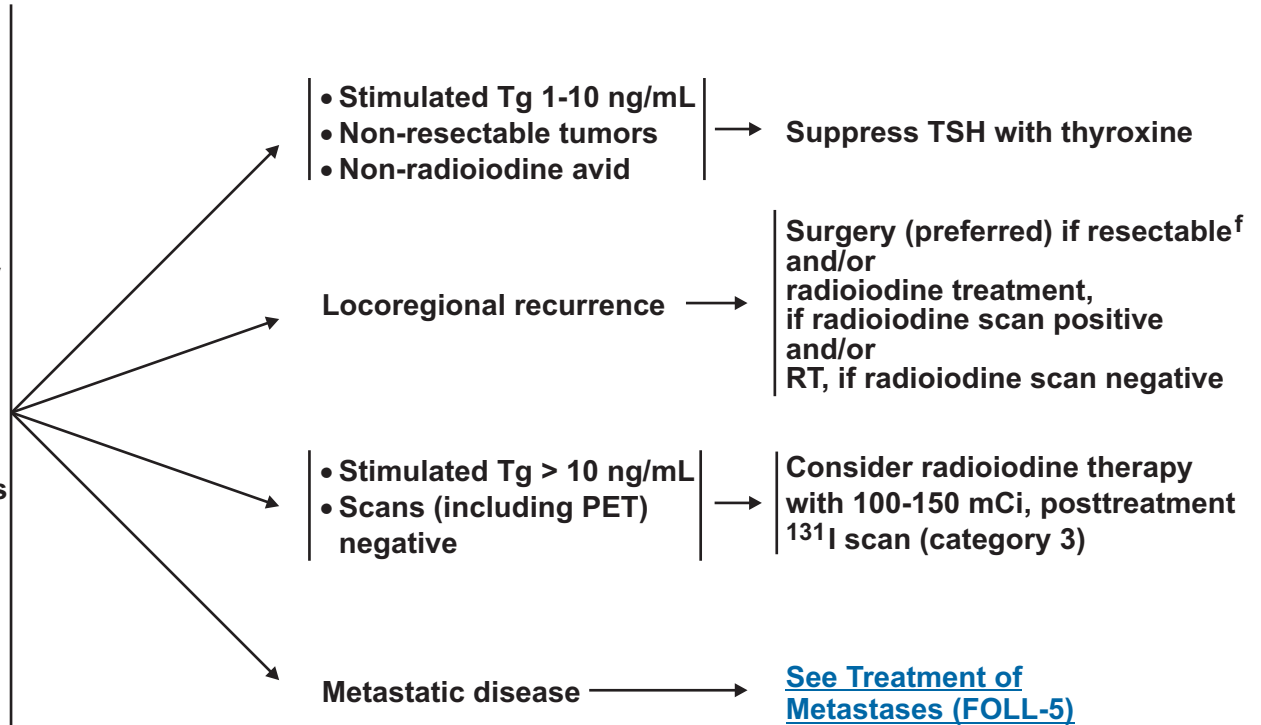 • Stimulated Tg 1-10 ng/mL
• Non-resectable tumors
• Non-radioiodine avid
Suppress TSH with thyroxine
Locoregional recurrence
Surgery (preferred) if resectable f
and/or
radioiodine treatment,
if radioiodine scan positive
and/or
RT, if radioiodine scan negative
• Stimulated Tg > 10 ng/mL
• Scans (including PET)
negative
Consider radioiodine therapy
with 100-150 mCi, posttreatment
131I scan (category 3)
Metastatic disease
See Treatment of
Metastases (FOLL-5)